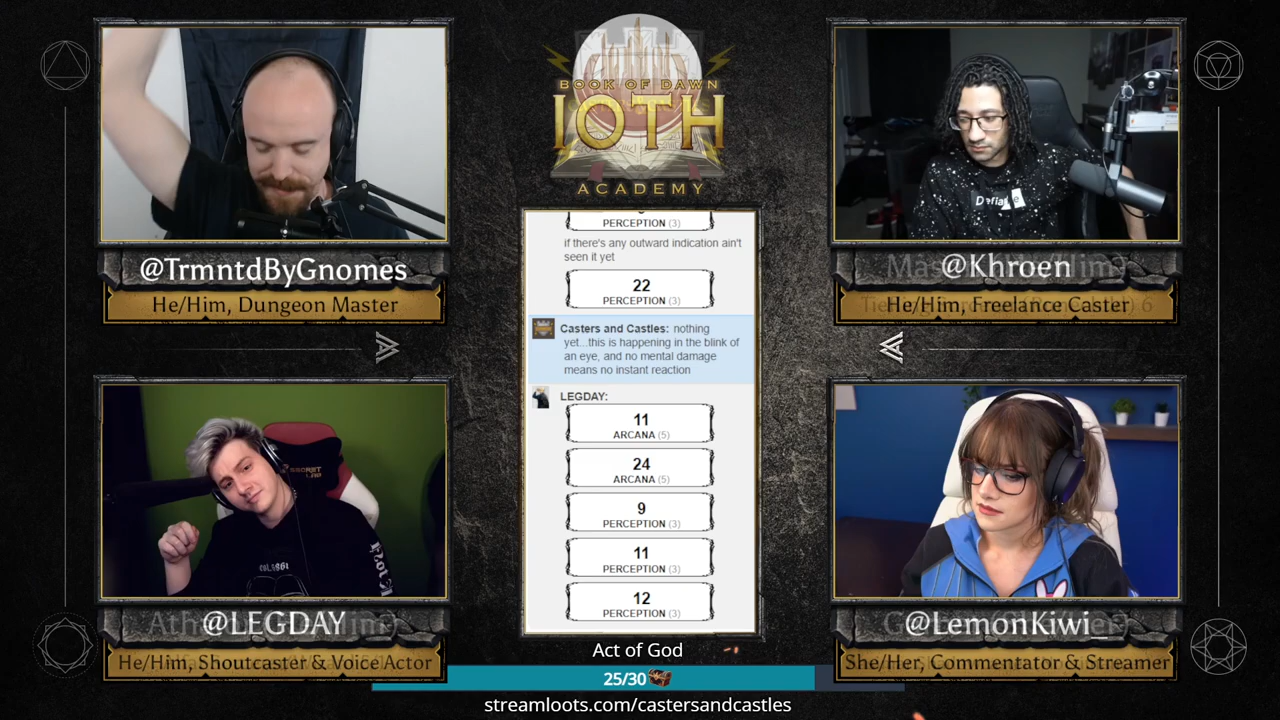 BOOK OF DAWN
IOTH
ACADEMY
@TrmntdByGnomes
He/Him, Dungeon Master
@Khroen
He/Him, Freelance Caster
PERCEPTION (3)
if there's any outward indication ain't
seen it yet
22
PERCEPTION (3)
Casters and Castles: nothing
yet...this is happening in the blink of
an eye, and no mental damage
means no instant reaction
LEGDAY:
11
ARCANA (5)
24
ARCANA (5)
9
PERCEPTION (3)
11
PERCEPTION (3)
12
PERCEPTION (3)
@LEGDAY
He/Him, Shoutcaster & Voice Actor
@LemonKiwi_
She/Her, Commentator & Streamer
Act of God
25/30
streamloots.com/castersandcastles